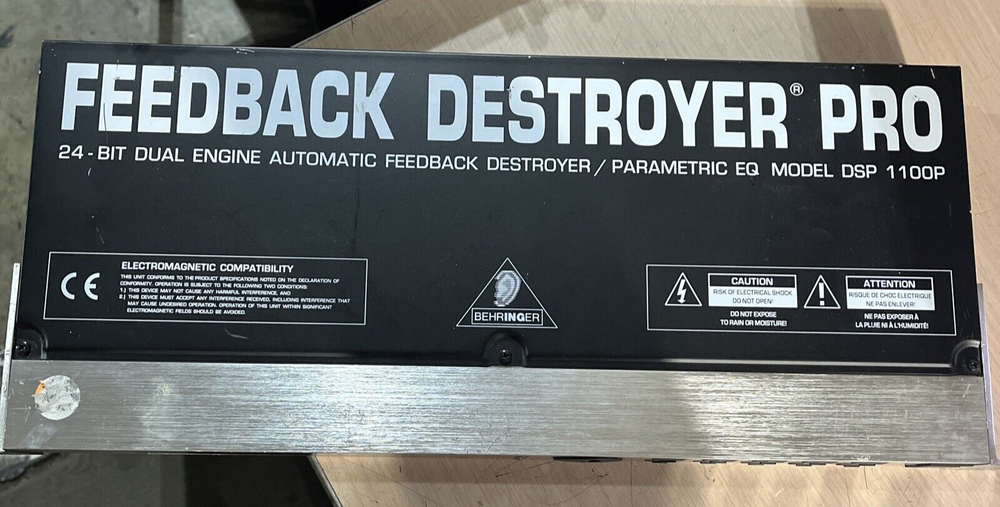 FEEDBACK DESTROYER® PRO
24-BIT DUAL ENGINE AUTOMATIC FEEDBACK DESTROYER / PARAMETRIC EQ MODEL DSP 1100P
CE
ELECTROMAGNETIC COMPATIBILITY
THIS UNIT CONFORMS TO THE PRODUCT SPECIFICATIONS NOTED ON THE DECLARATION OF
CONFORMITY. OPERATION IS SUBJECT TO THE FOLLOWING TWO CONDITIONS:
1.) THIS DEVICE MAY NOT CAUSE ANY HARMFUL INTERFERENCE, AND
2.) THIS DEVICE MUST ACCEPT ANY INTERFERENCE RECEIVED, INCLUDING INTERFERENCE THAT
MAY CAUSE UNDESIRED OPERATION. OPERATION OF THIS UNIT WITHIN SIGNIFICANT
ELECTROMAGNETIC FIELDS SHOULD BE AVOIDED.
BEHRINGER
CAUTION
RISK OF ELECTRICAL SHOCK
DO NOT OPEN!
DO NOT EXPOSE
TO RAIN OR MOISTURE!
ATTENTION
RISQUE DE CHOC ELECTRIQUE
NE PAS ENLEVER!
NE PAS EXPOSER À
LA PLUIE NI À L'HUMIDITÉ!